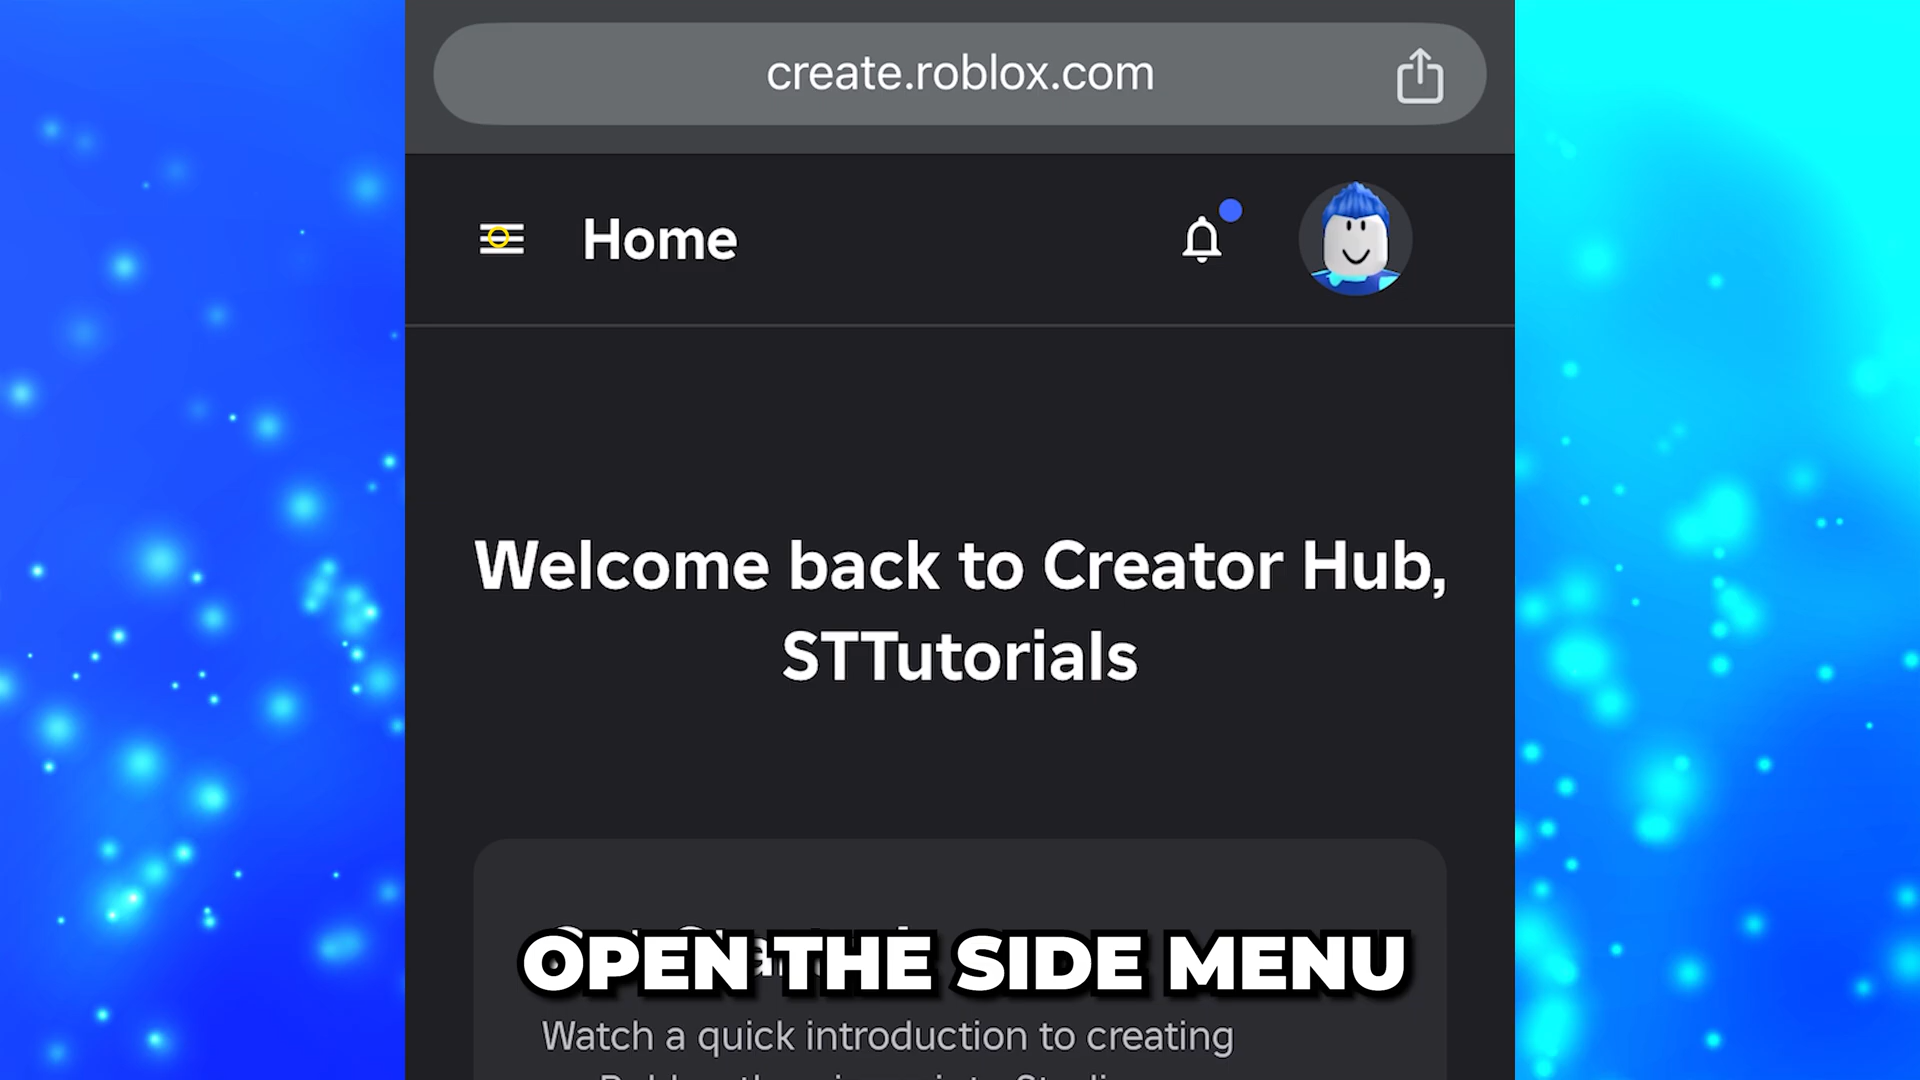 create.roblox.com
Home
Welcome back to Creator Hub,
STTutorials
OPEN THE SIDE MENU
Watch a quick introduction to creating